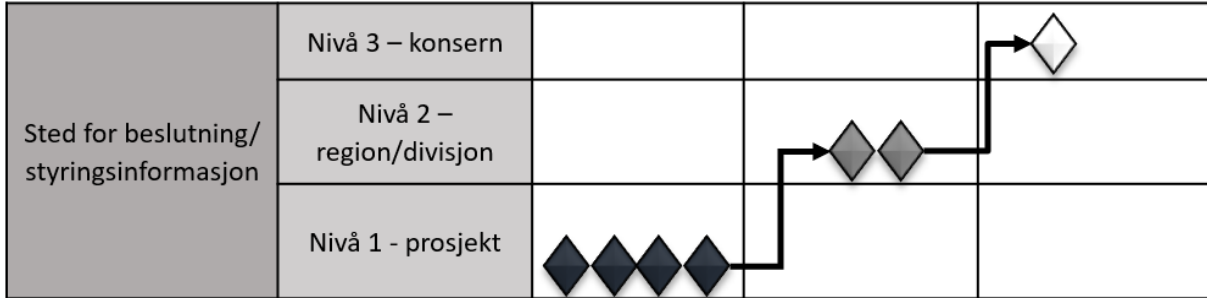 Sted for beslutning/
styringsinformasjon
Nivå 3 – konsern
Nivå 2 –
region/divisjon
Nivå 1 - prosjekt